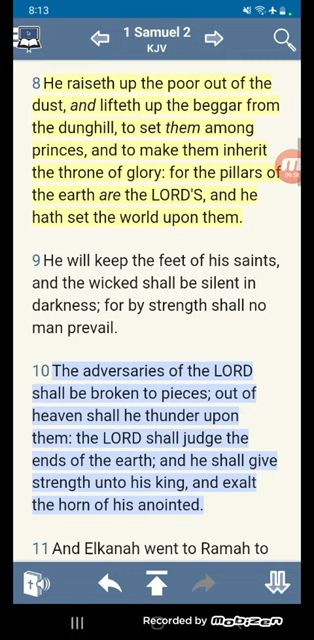 8:13
1 Samuel 2
KJV
8 He raiseth up the poor out of the
dust, and lifteth up the beggar from
the dunghill, to set them among
princes, and to make them inherit
the throne of glory: for the pillars of
the earth are the LORD'S, and he
hath set the world upon them.
9 He will keep the feet of his saints,
and the wicked shall be silent in
darkness; for by strength shall no
man prevail.
10 The adversaries of the LORD
shall be broken to pieces; out of
heaven shall he thunder upon
them: the LORD shall judge the
ends of the earth; and he shall give
strength unto his king, and exalt
the horn of his anointed.
11 And Elkanah went to Ramah to
Recorded by mobizen